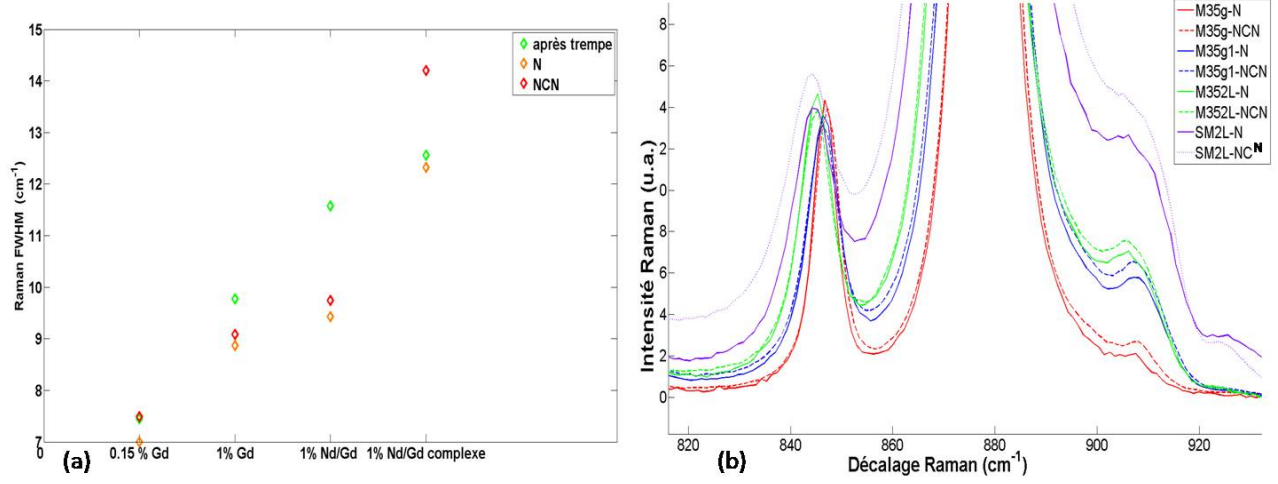 15
14
13
12
11
10
9
8
7
0
Raman FWHM (cm-1)
après trempe
N
NCN
0.15 % Gd
1% Gd
1% Nd/Gd
1% Nd/Gd complexe
(a)
8
6
4
2
0
8
6
4
2
0
Intensité Raman (u.a.)
M35g-N
M35g-NCN
M35g1-N
M35g1-NCN
M352L-N
M352L-NCN
SM2L-N
SM2L-NCN
820
840
860
880
900
920
Décalage Raman (cm-1)
(b)